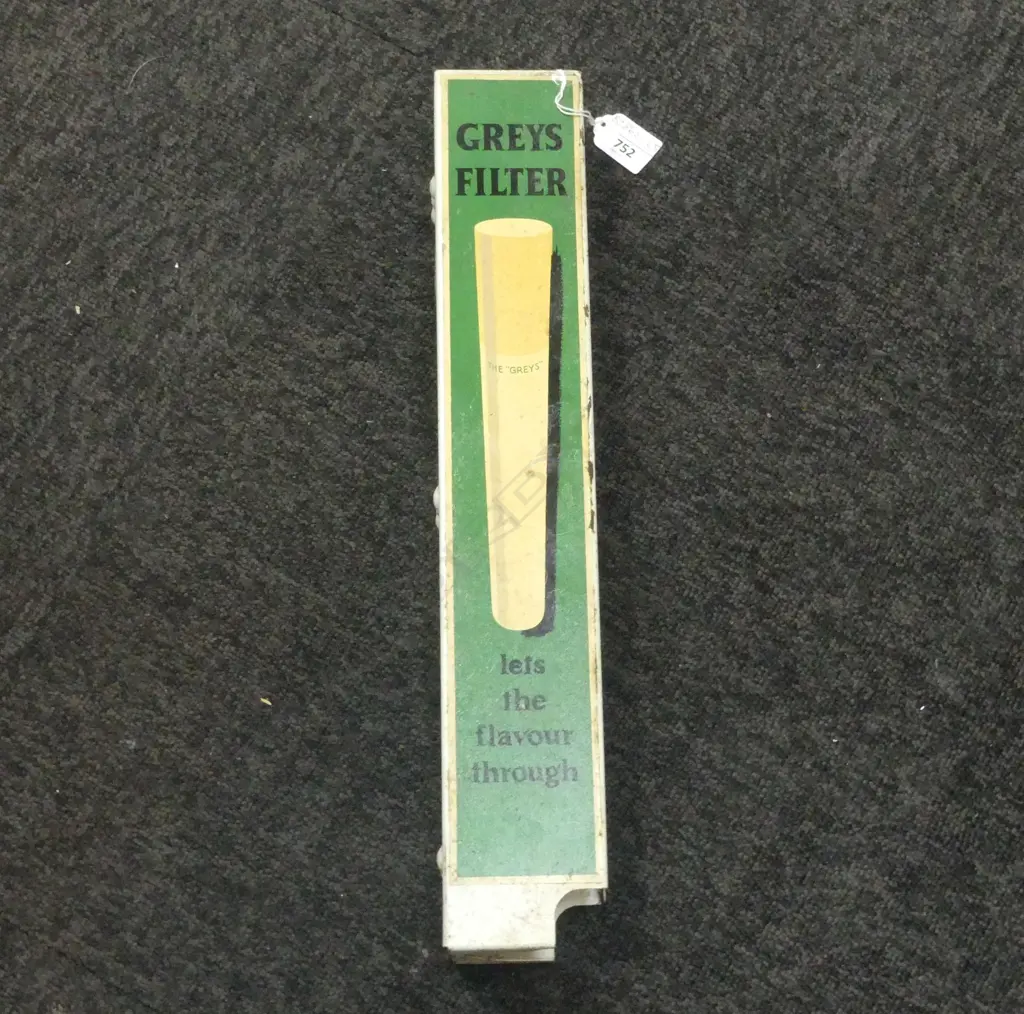 GREYS
FILTER
752
THE "GREYS"
lets
the
flavour
through